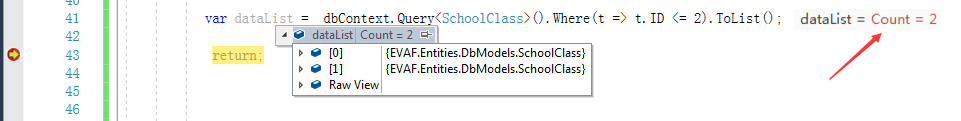 40
41 var dataList = dbContext.Query<SchoolClass>().Where(t => t.ID <= 2).ToList(); dataList = Count = 2
42 dataList Count = 2
43 return; [0] {EVAF.Entities.DbModels.SchoolClass}
44 [1] {EVAF.Entities.DbModels.SchoolClass}
45 Raw View
46